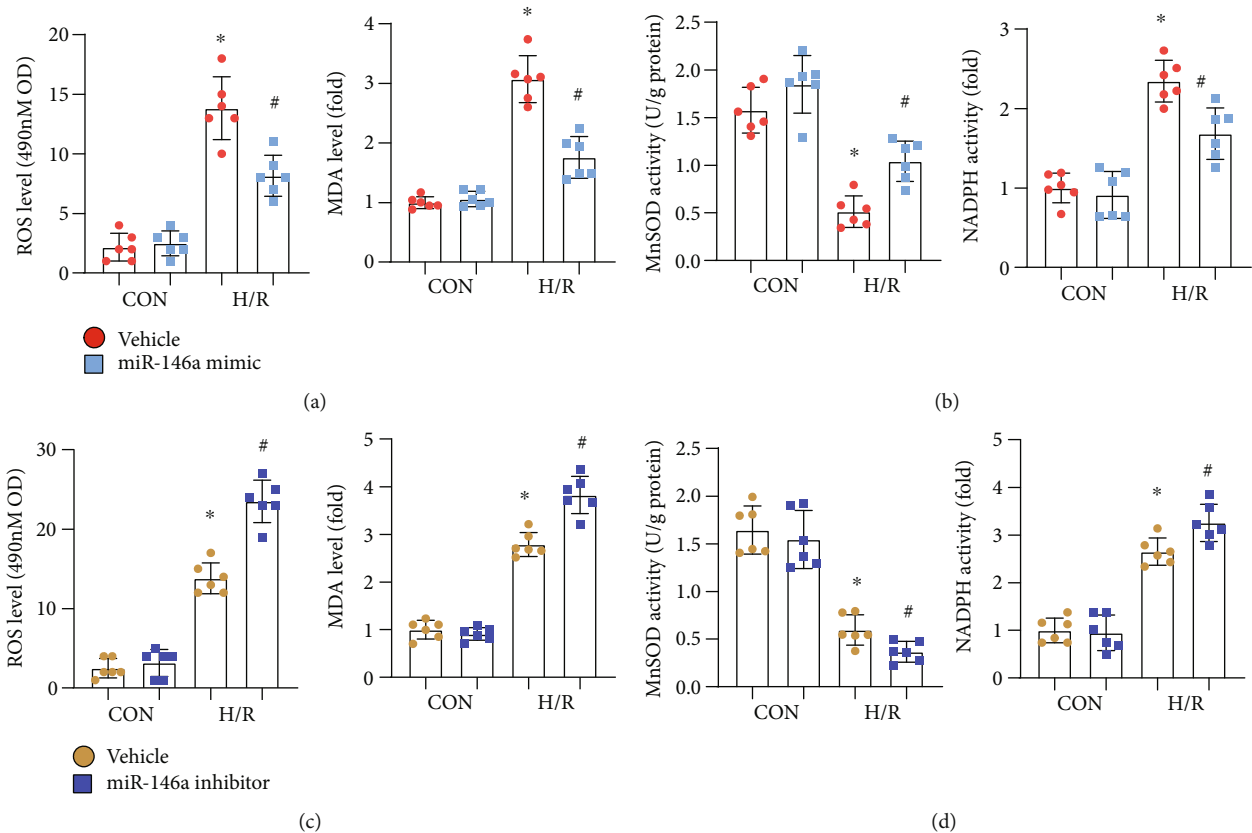 ROS level (490nM OD)
20
15
10
5
0
*
#
CON
H/R
MDA level (fold)
4
3
2
1
0
*
#
CON
H/R
Vehicle
miR-146a mimic
(a)
MnSOD activity (U/g protein)
2.5
2.0
1.5
1.0
0.5
0.0
*
#
CON
H/R
NADPH activity (fold)
3
2
1
0
*
#
CON
H/R
(b)
ROS level (490nM OD)
30
20
10
0
*
#
CON
H/R
MDA level (fold)
5
4
3
2
1
0
*
#
CON
H/R
Vehicle
miR-146a inhibitor
(c)
MnSOD activity (U/g protein)
2.5
2.0
1.5
1.0
0.5
0.0
*
#
CON
H/R
NADPH activity (fold)
5
4
3
2
1
0
*
#
CON
H/R
(d)